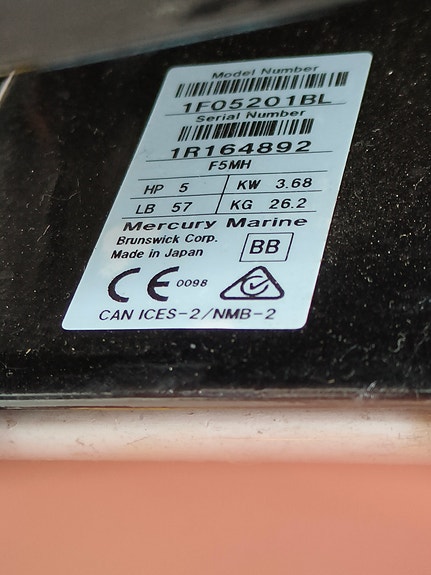 Model Number
1F05201BL
Serial Number
1R164892
F5MH
HP 5 KW 3.68
LB 57 KG 26.2
Mercury Marine
Brunswick Corp.
Made in Japan
BB
CE 0098
CAN ICES-2/NMB-2